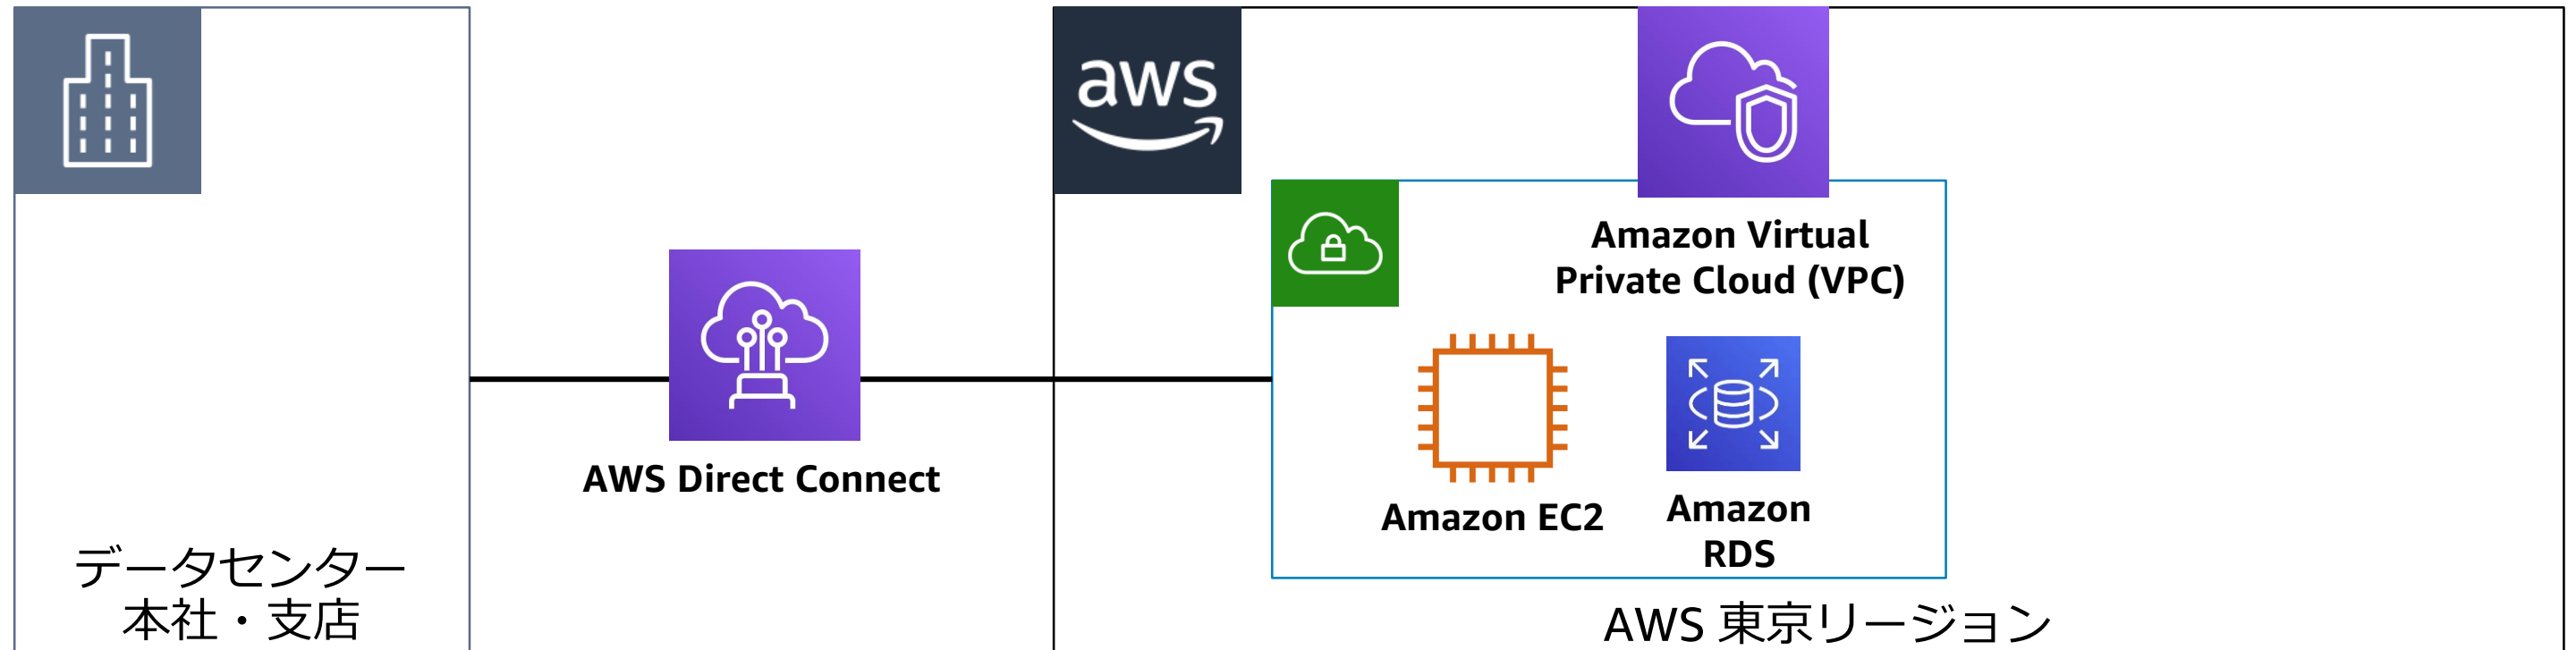 aws
Amazon Virtual
Private Cloud (VPC)
AWS Direct Connect
Amazon EC2
Amazon
RDS
データセンター
本社・支店
AWS 東京リージョン